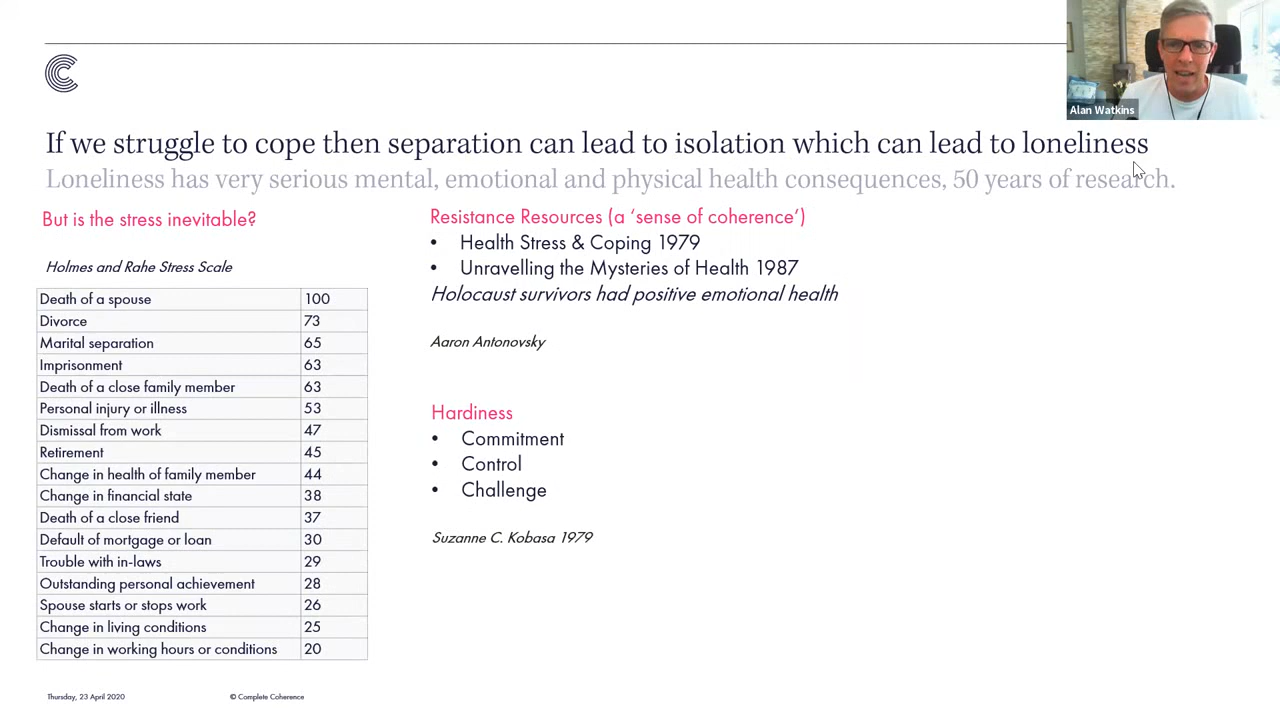 Alan Watkins
If we struggle to cope then separation can lead to isolation which can lead to loneliness
Loneliness has very serious mental, emotional and physical health consequences, 50 years of research.
But is the stress inevitable?
Holmes and Rahe Stress Scale
Death of a spouse 100
Divorce 73
Marital separation 65
Imprisonment 63
Death of a close family member 63
Personal injury or illness 53
Dismissal from work 47
Retirement 45
Change in health of family member 44
Change in financial state 38
Death of a close friend 37
Default of mortgage or loan 30
Trouble with in-laws 29
Outstanding personal achievement 28
Spouse starts or stops work 26
Change in living conditions 25
Change in working hours or conditions 20
Resistance Resources (a ‘sense of coherence’)
• Health Stress & Coping 1979
• Unravelling the Mysteries of Health 1987
Holocaust survivors had positive emotional health
Aaron Antonovsky
Hardiness
• Commitment
• Control
• Challenge
Suzanne C. Kobasa 1979
Thursday, 23 April 2020
© Complete Coherence